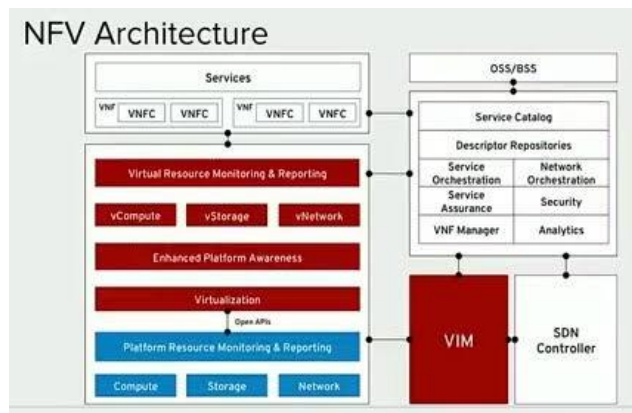 NFV Architecture
Services
VNF VNFC VNFC VNF VNFC VNFC
Virtual Resource Monitoring & Reporting
vCompute vStorage vNetwork
Enhanced Platform Awareness
Virtualization
Open APIs
Platform Resource Monitoring & Reporting
Compute Storage Network
OSS/BSS
Service Catalog
Descriptor Repositories
Service Orchestration
Network Orchestration
Service Assurance
Security
VNF Manager
Analytics
VIM
SDN
Controller